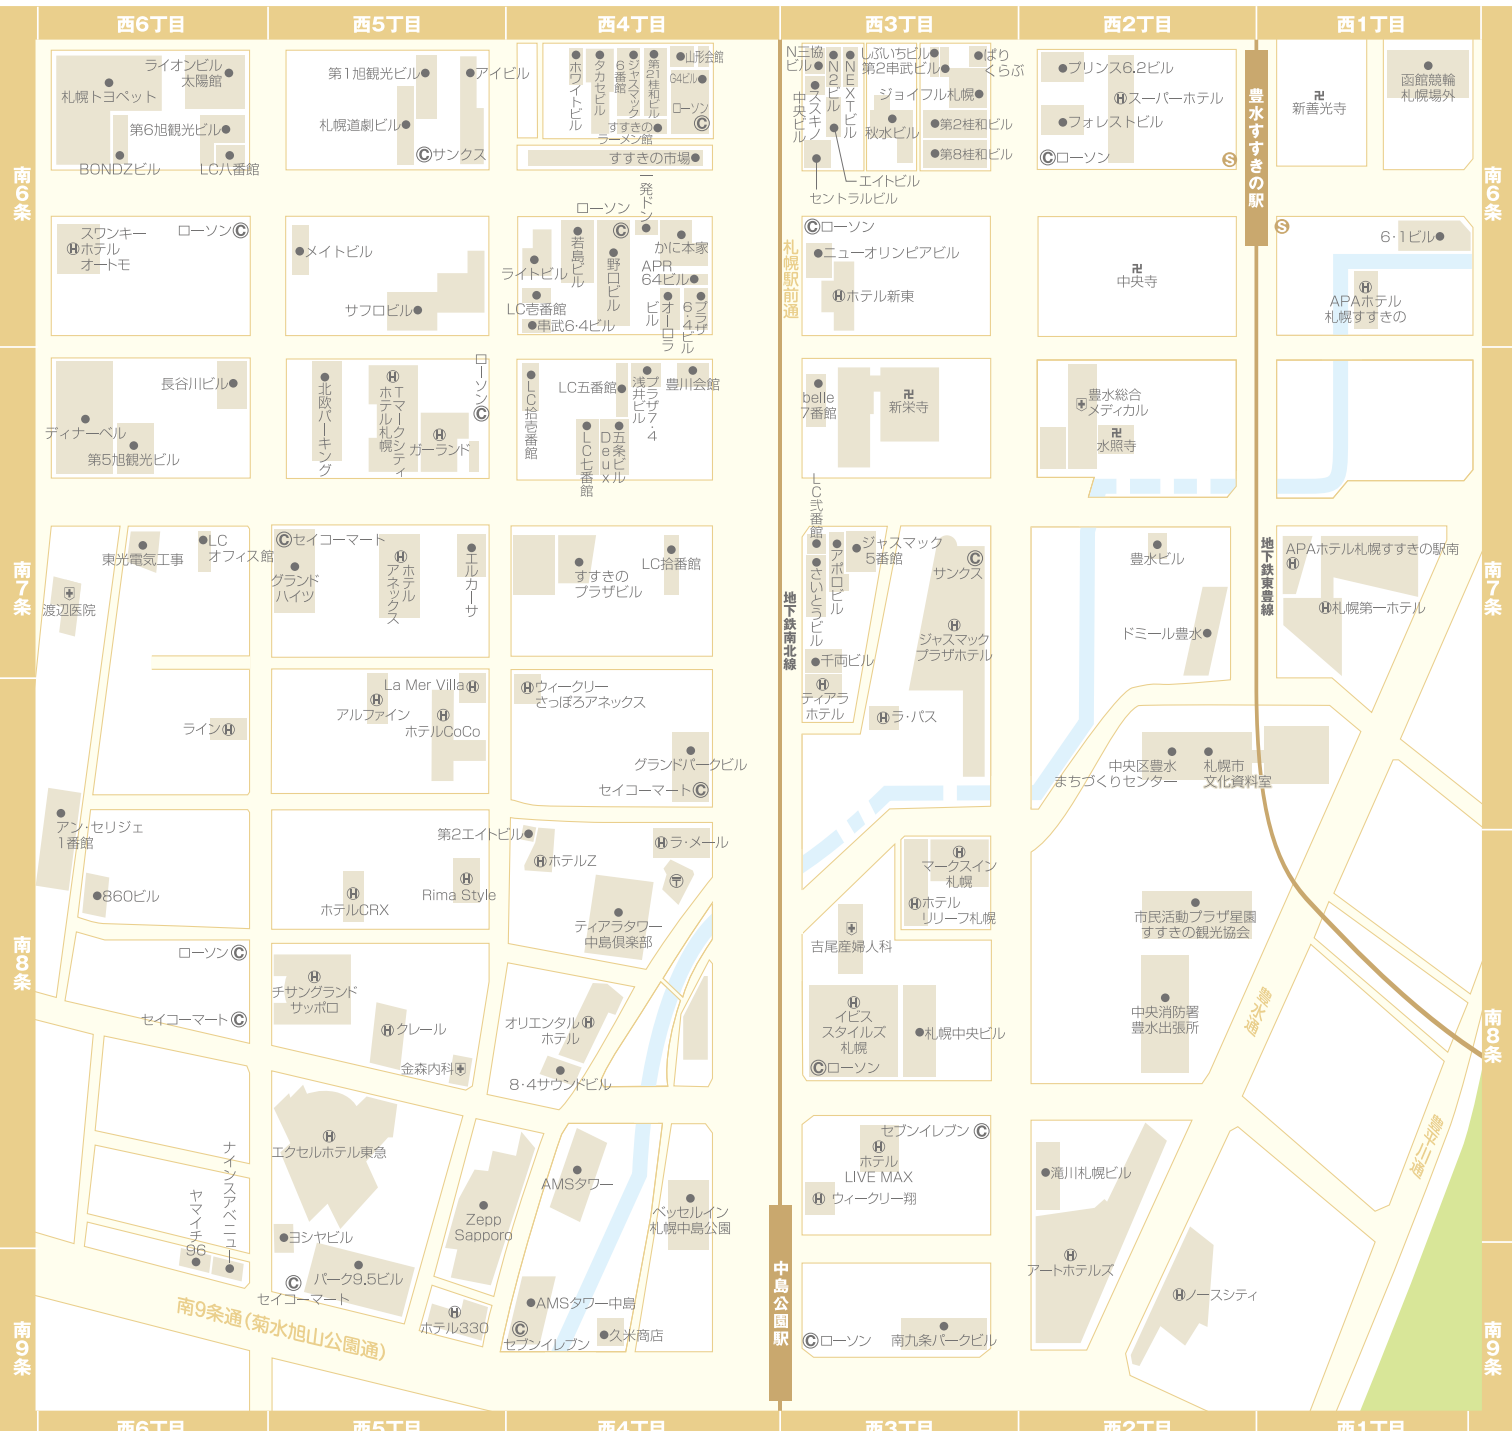 西6丁目
西5丁目
西4丁目
西3丁目
西2丁目
西1丁目
南6条
南6条
ライオンビル
太陽館
札幌トヨペット
第6旭観光ビル
BONDZビル
LC八番館
第1旭観光ビル
アイビル
札幌道劇ビル
サンクス
ホワイトビル
タカセビル
ジャスマック
6番館
第21桂和ビル
山形会館
G4ビル
ローソン
すすきの
ラーメン館
すすきの市場
N三協
ビル
N2ビル
NEXTビル
ススキノ
中央ビル
しぶいちビル
第2串武ビル
ぱり
くらぶ
ジョイフル札幌
秋水ビル
第2桂和ビル
第8桂和ビル
エイトビル
セントラルビル
プリンス6.2ビル
スーパーホテル
フォレストビル
ローソン
豊水すすきの駅
新善光寺
函館競輪
札幌場外
スワンキー
ホテル
オートモ
ローソン
メイトビル
サフロビル
一発ドン
ローソン
若島ビル
野口ビル
かに本家
ライトビル
APR
64ビル
LC壱番館
串武6・4ビル
オーロラ
ビル
プラザ
6・4ビル
札幌駅前通
ローソン
ニューオリンピアビル
ホテル新東
中央寺
6・1ビル
APAホテル
札幌すすきの
長谷川ビル
ディナーベル
第5旭観光ビル
北欧パーキング
Tマークシティ
ホテル札幌
ローソン
ガーランド
LC拾壱番館
LC五番館
プラザ7・4
浅井ビル
豊川会館
LC七番館
五条ビル
Deux
belle
7番館
新栄寺
豊水総合
メディカル
水照寺
南7条
南7条
東光電気工事
LC
オフィス館
渡辺医院
セイコーマート
グランド
ハイツ
ホテル
アネックス
エルカーサ
すすきの
プラザビル
LC拾番館
地下鉄南北線
LC弐番館
アポロビル
さいとうビル
ジャスマック
5番館
サンクス
ジャスマック
プラザホテル
千両ビル
ティアラ
ホテル
ラ・パス
豊水ビル
ドミール豊水
地下鉄東豊線
APAホテル札幌すすきの駅南
札幌第一ホテル
ライン
La Mer Villa
アルファイン
ホテルCoCo
ウィークリー
さっぽろアネックス
グランドパークビル
セイコーマート
中央区豊水
まちづくりセンター
札幌市
文化資料室
アン・セリジェ
1番館
860ビル
第2エイトビル
ホテルZ
ラ・メール
Rima Style
ホテルCRX
ティアラタワー
中島倶楽部
マークスイン
札幌
ホテル
リリーフ札幌
吉尾産婦人科
市民活動プラザ星園
すすきの観光協会
南8条
南8条
ローソン
セイコーマート
チサングランド
サッポロ
クレール
金森内科
オリエンタル
ホテル
8・4サウンドビル
イビス
スタイルズ
札幌
札幌中央ビル
ローソン
中央消防署
豊水出張所
豊水通
豊平川通
エクセルホテル東急
ナインスアベニュー
ヤマイチ
96
ヨシヤビル
パーク9.5ビル
セイコーマート
Zepp
Sapporo
AMSタワー
ベッセルイン
札幌中島公園
セブンイレブン
ホテル
LIVE MAX
ウィークリー翔
滝川札幌ビル
アートホテルズ
ノースシティ
南9条
南9条
南9条通（菊水旭山公園通）
ホテル330
AMSタワー中島
セブンイレブン
久米商店
中島公園駅
ローソン
南九条パークビル
西6丁目
西5丁目
西4丁目
西3丁目
西2丁目
西1丁目